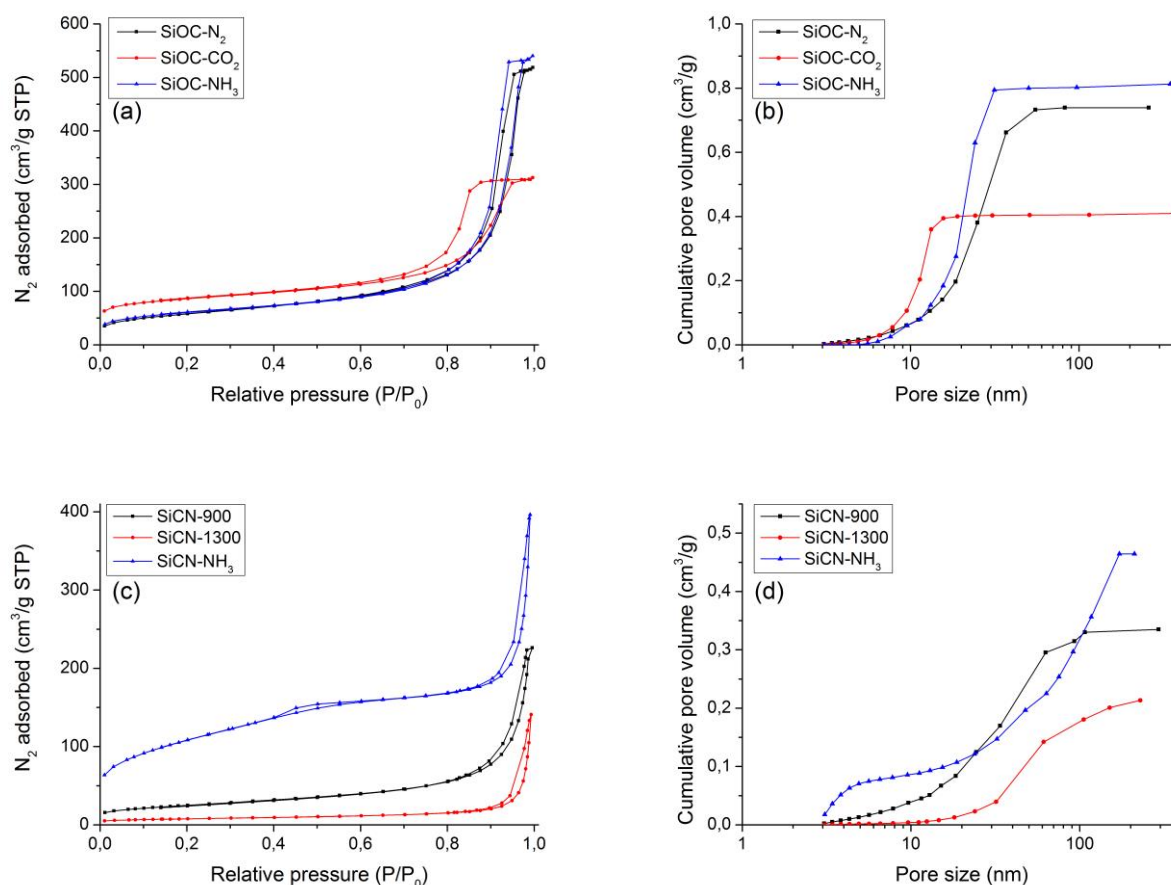 600
500
400
300
200
100
0
N₂ adsorbed (cm³/g STP)
SiOC-N₂
SiOC-CO₂
SiOC-NH₃
(a)
0,0 0,2 0,4 0,6 0,8 1,0
Relative pressure (P/P₀)
0,8
0,6
0,4
0,2
0,0
Cumulative pore volume (cm³/g)
SiOC-N₂
SiOC-CO₂
SiOC-NH₃
(b)
1 10 100
Pore size (nm)
400
300
200
100
0
N₂ adsorbed (cm³/g STP)
SiCN-900
SiCN-1300
SiCN-NH₃
(c)
0,0 0,2 0,4 0,6 0,8 1,0
Relative pressure (P/P₀)
0,5
0,4
0,3
0,2
0,1
0,0
Cumulative pore volume (cm³/g)
SiCN-900
SiCN-1300
SiCN-NH₃
(d)
1 10 100
Pore size (nm)